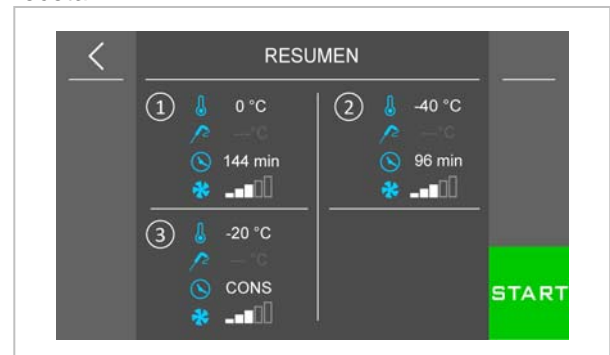 RESUMEN
1
0 °C
---°C
144 min
2
-40 °C
---°C
96 min
3
-20 °C
---°C
CONS
START